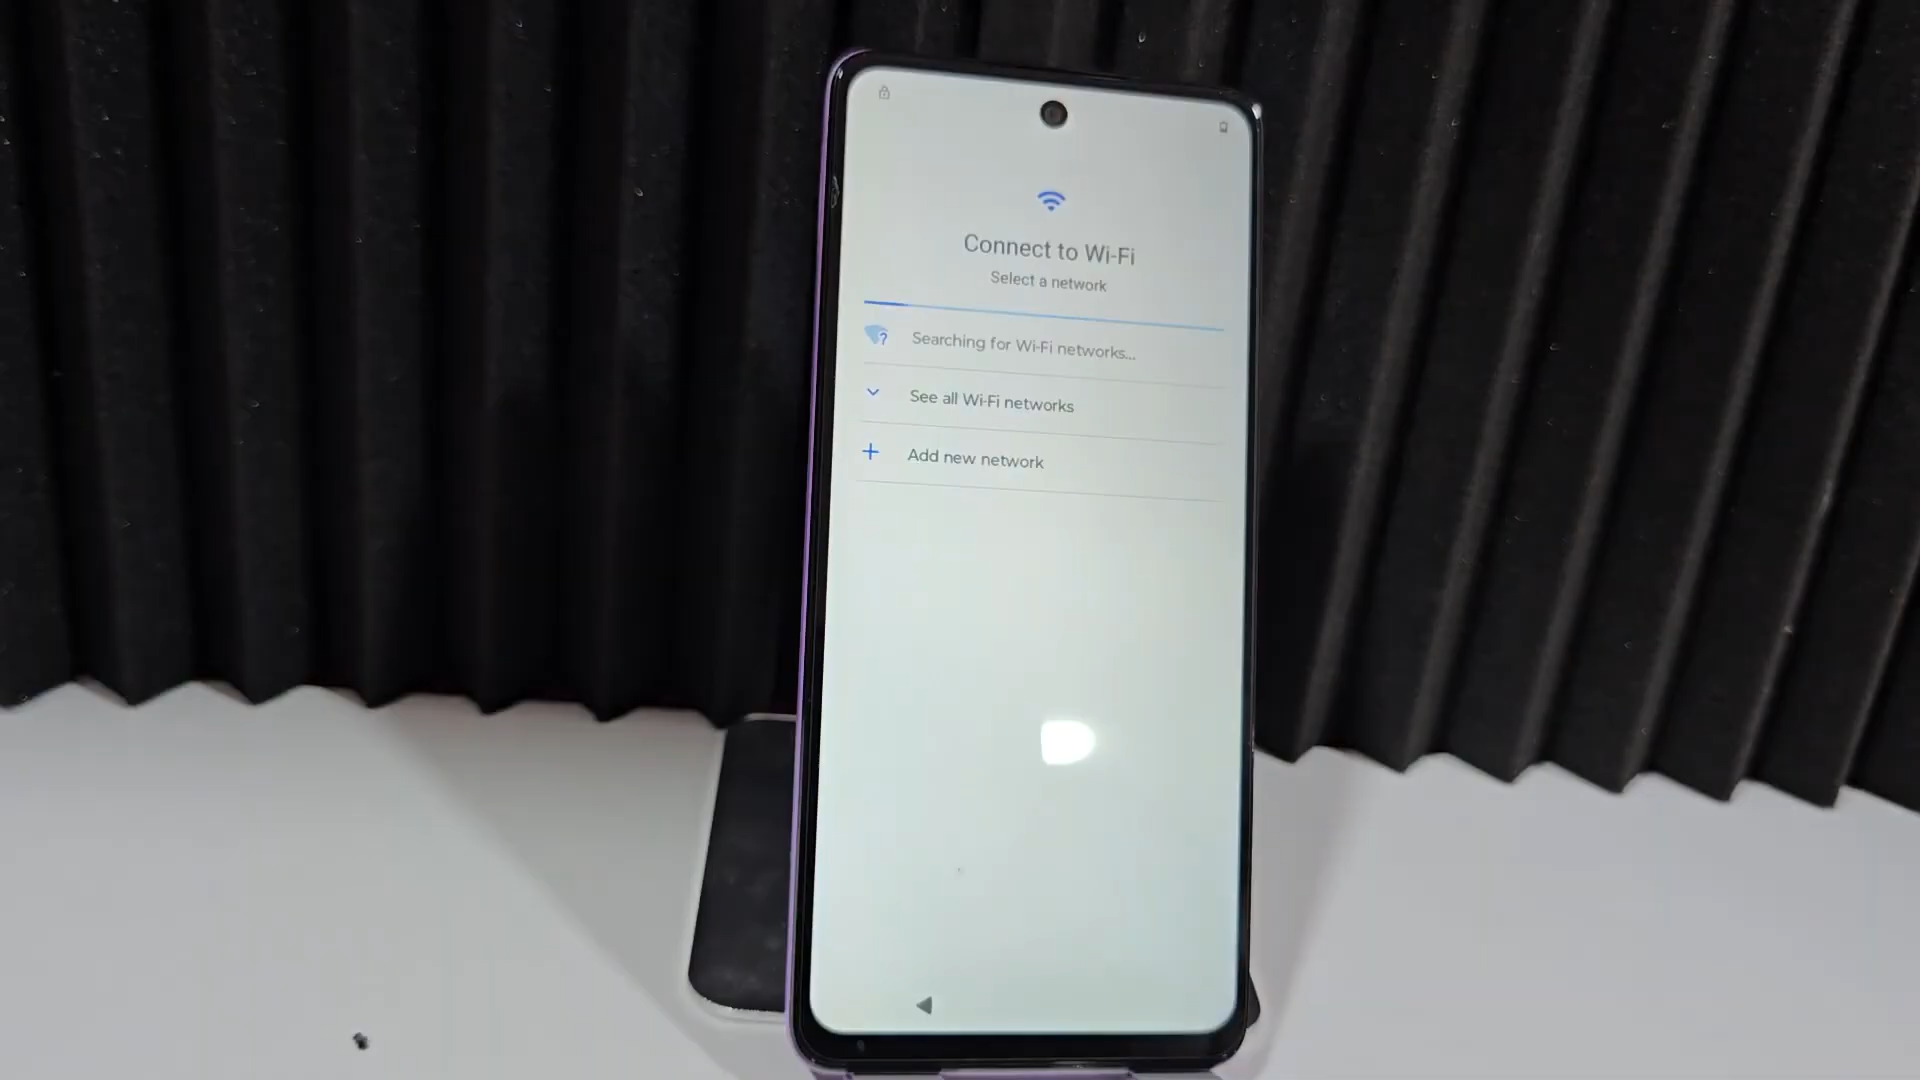 Connect to Wi-Fi
Select a network
Searching for Wi-Fi networks...
See all Wi-Fi networks
Add new network